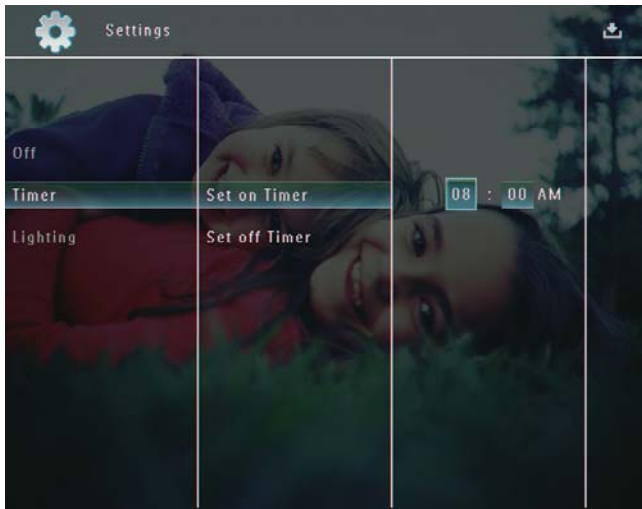 Settings
Off
Timer
Set on Timer
08 : 00 AM
Lighting
Set off Timer